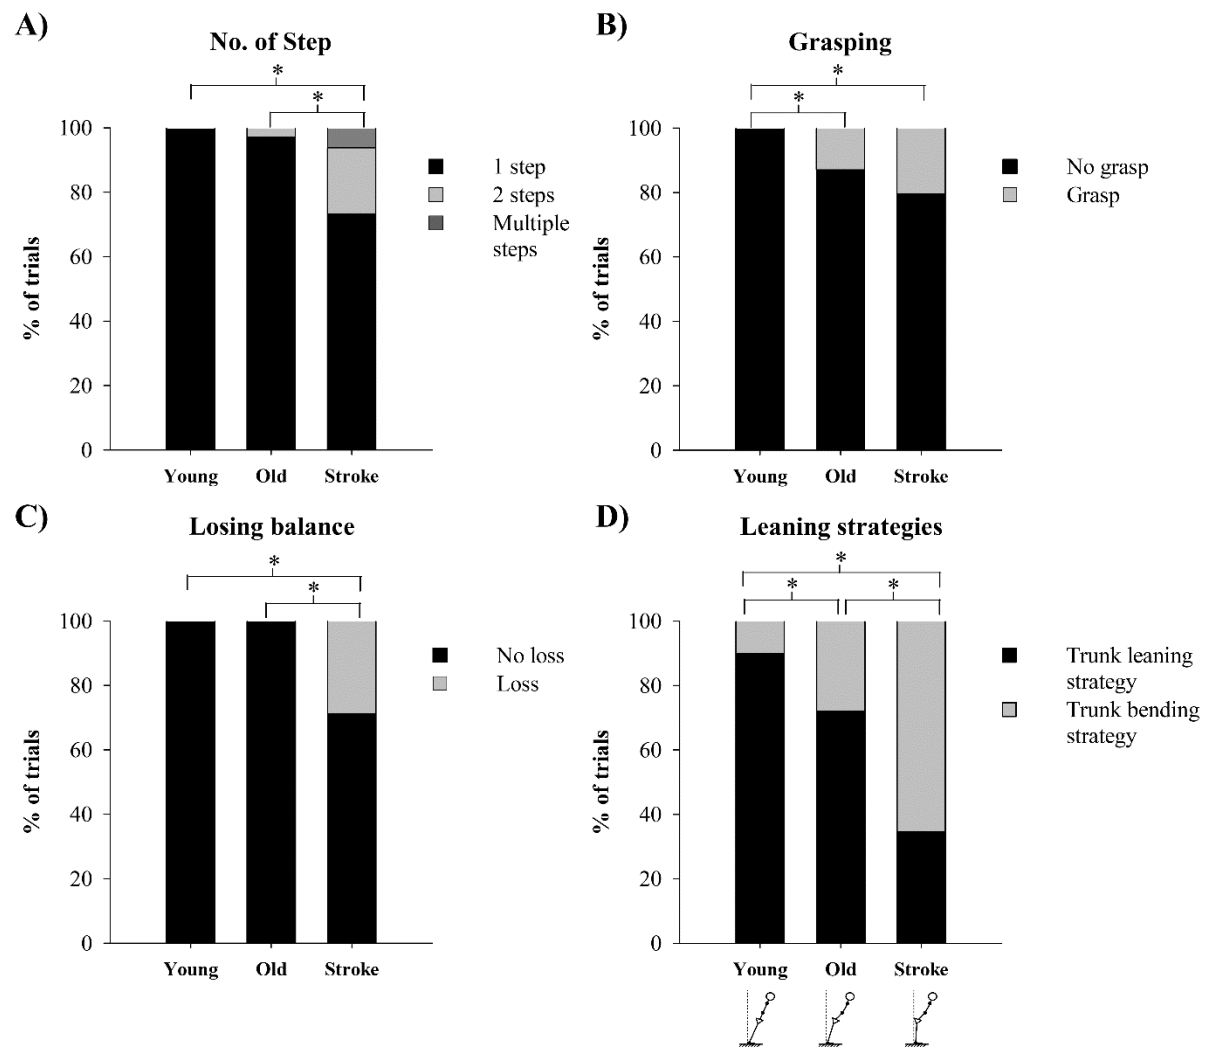 A)
No. of Step
*
*
100
80
60
40
20
0
% of trials
Young Old Stroke
1 step
2 steps
Multiple
steps
B)
Grasping
*
*
100
80
60
40
20
0
% of trials
Young Old Stroke
No grasp
Grasp
C)
Losing balance
*
*
100
80
60
40
20
0
% of trials
Young Old Stroke
No loss
Loss
D)
Leaning strategies
*
* *
100
80
60
40
20
0
% of trials
Young Old Stroke
Trunk leaning
strategy
Trunk bending
strategy